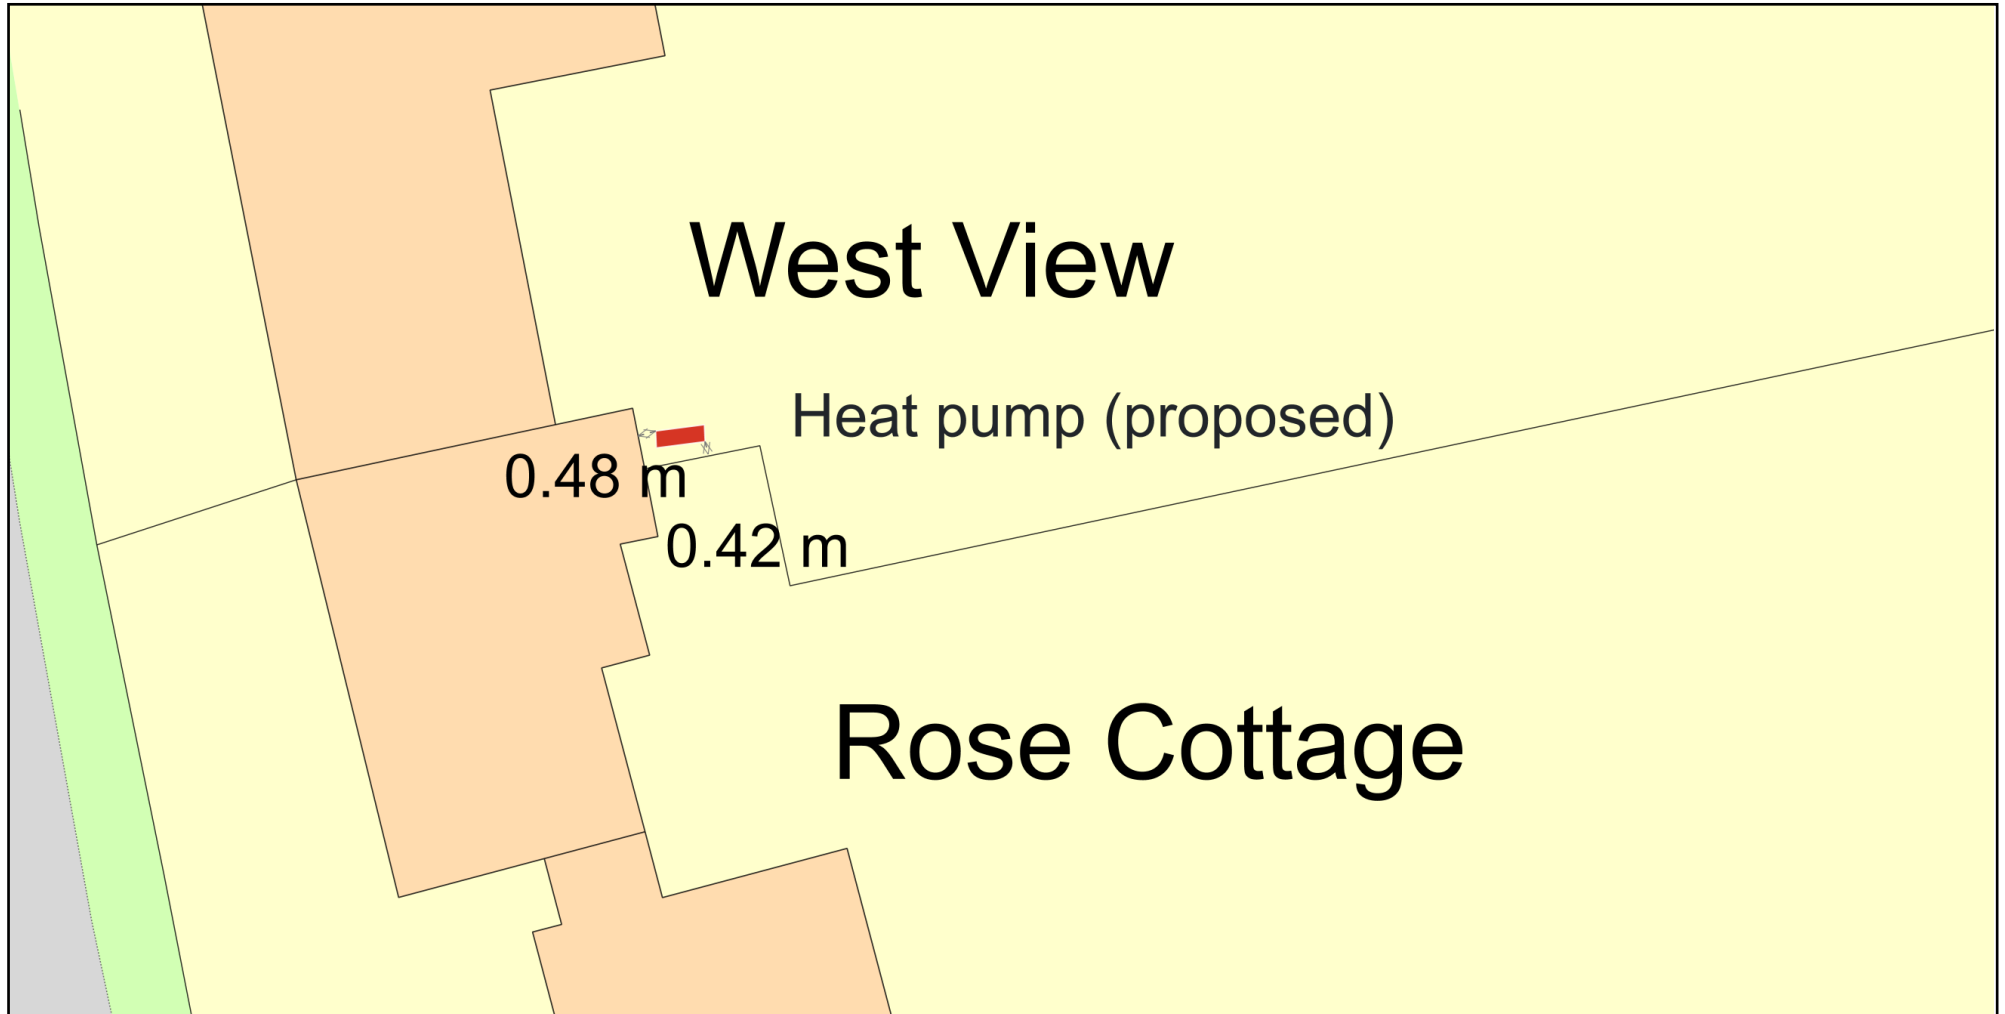 West View
Heat pump (proposed)
0.48 m
0.42 m
Rose Cottage